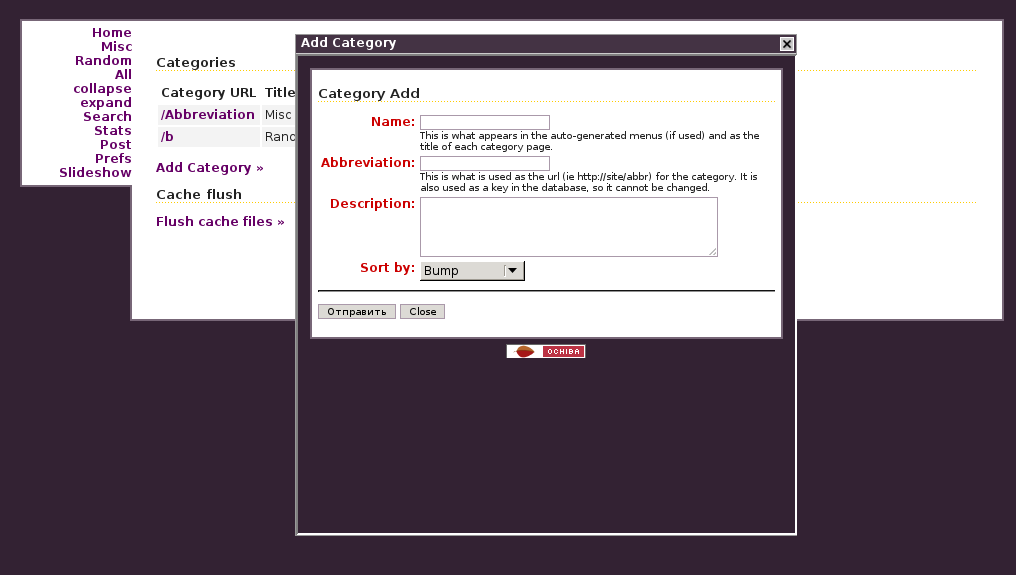 Home
Misc
Random
All
collapse
expand
Search
Stats
Post
Prefs
Slideshow
Categories
Category URL Title
/Abbreviation Misc
/b
Add Category »
Cache flush
Flush cache files »
Add Category
Category Add
Name:
This is what appears in the auto-generated menus (if used) and as the
title of each category page.
Abbreviation:
This is what is used as the url (ie http://site/abbr) for the category. It is
also used as a key in the database, so it cannot be changed.
Description:
Sort by: Bump
Отправить Close
OCHIBA